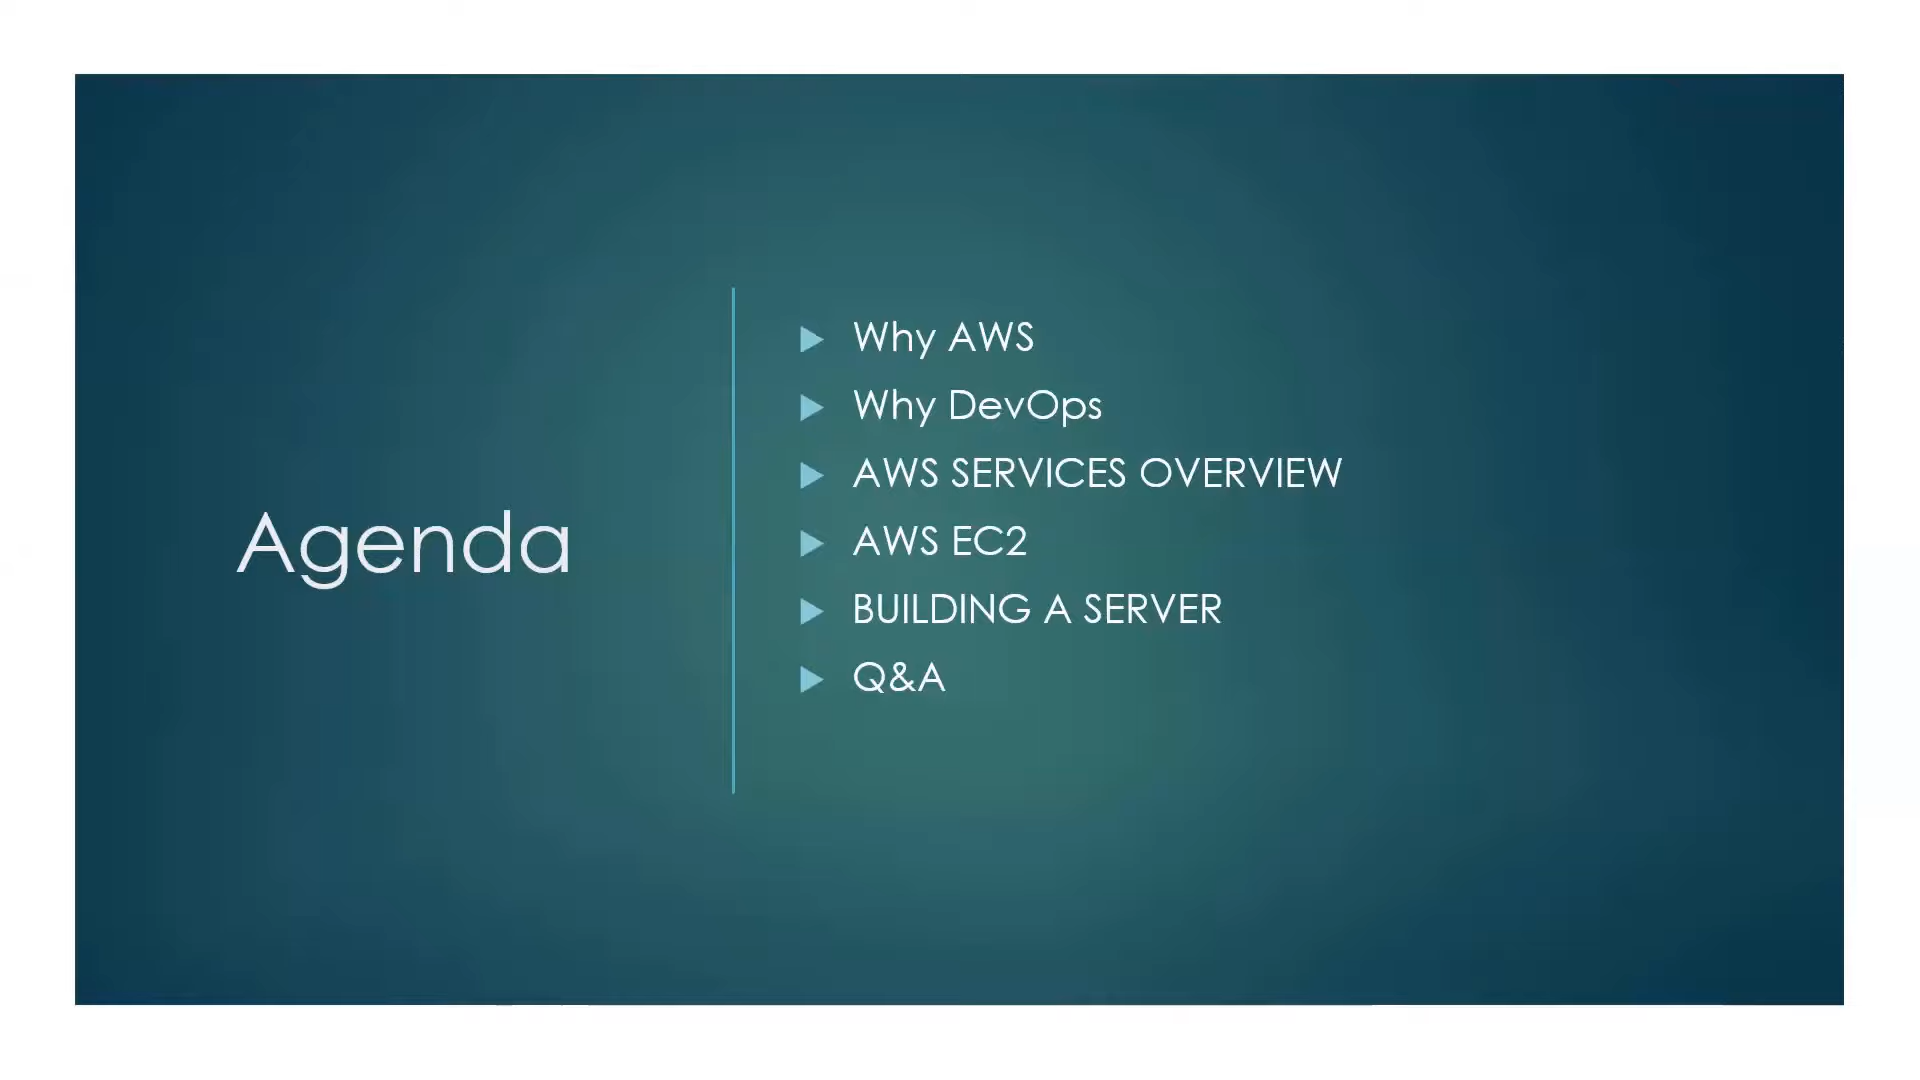 Agenda
Why AWS
Why DevOps
AWS SERVICES OVERVIEW
AWS EC2
BUILDING A SERVER
Q&A